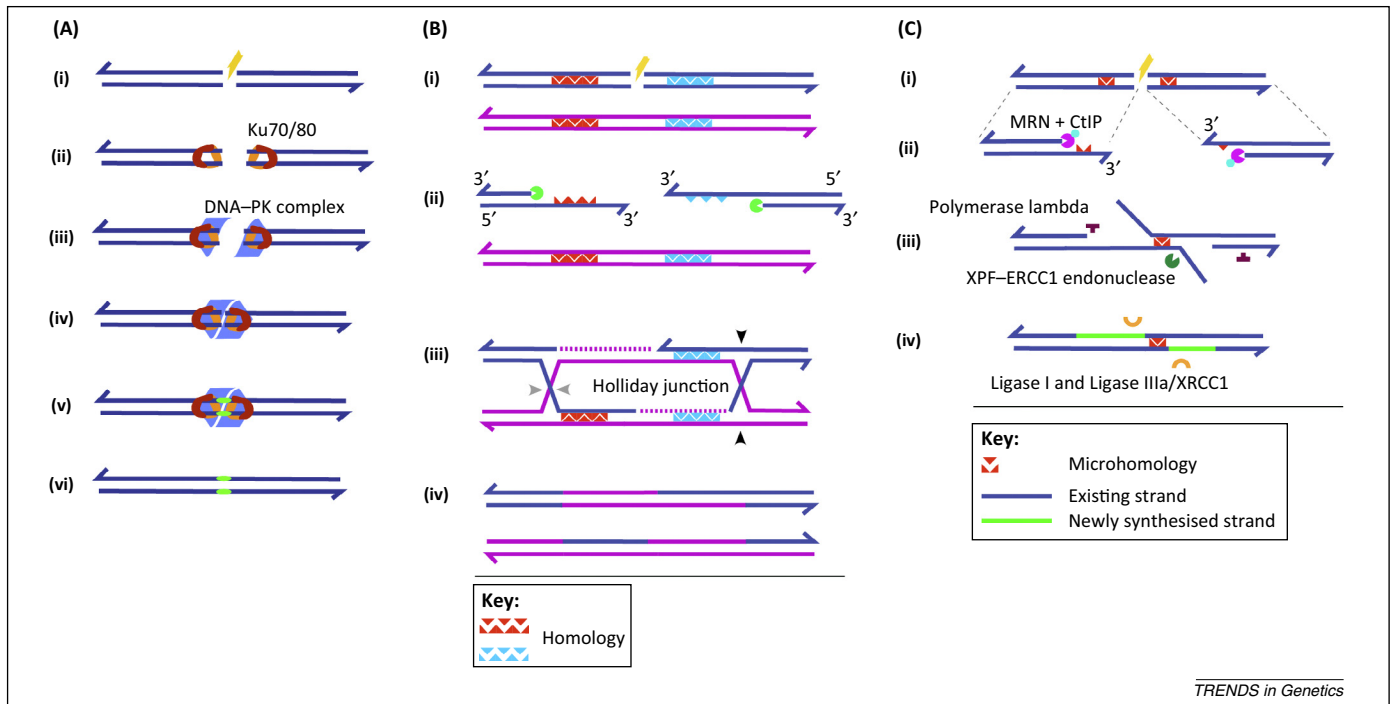 (A)
(i)
(ii)
Ku70/80
(iii)
DNA–PK complex
(iv)
(v)
(vi)
(B)
(i)
(ii)
3′
5′
5′
3′
3′
(iii)
Holliday junction
(iv)
Key:
Homology
(C)
(i)
(ii)
MRN + CtIP
3′
3′
(iii)
Polymerase lambda
XPF–ERCC1 endonuclease
(iv)
Ligase I and Ligase IIIa/XRCC1
Key:
Microhomology
Existing strand
Newly synthesised strand
TRENDS in Genetics